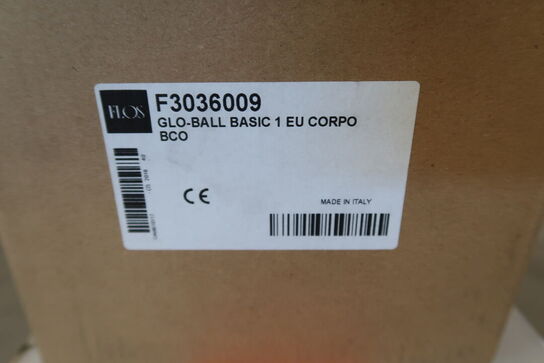 FLOS
F3036009
GLO-BALL BASIC 1 EU CORPO
BCO
CE
MADE IN ITALY